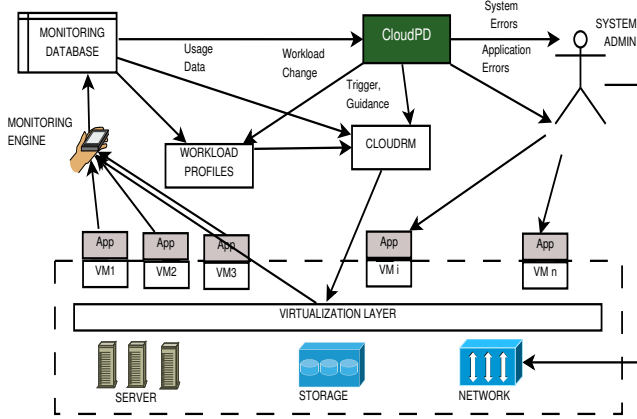 System
Errors
MONITORING
DATABASE
CloudPD
SYSTEM
ADMIN
Usage
Data
Workload
Change
Application
Errors
Trigger,
Guidance
MONITORING
ENGINE
WORKLOAD
PROFILES
CLOUDRM
App
App
App
App
App
VM1
VM2
VM3
VM i
VM n
VIRTUALIZATION LAYER
SERVER
STORAGE
NETWORK